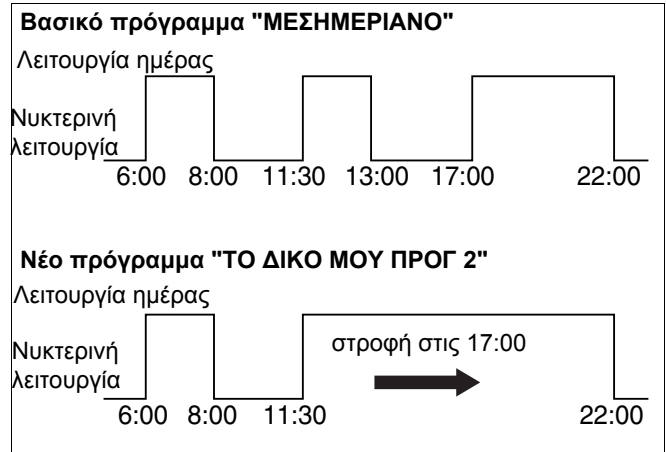 Βασικό πρόγραμμα "ΜΕΣΗΜΕΡΙΑΝΟ"
Λειτουργία ημέρας
Νυκτερινή
λειτουργία
6:00 8:00 11:30 13:00 17:00 22:00
Νέο πρόγραμμα "ΤΟ ΔΙΚΟ ΜΟΥ ΠΡΟΓ 2"
Λειτουργία ημέρας
στροφή στις 17:00
Νυκτερινή
λειτουργία
6:00 8:00 11:30 22:00